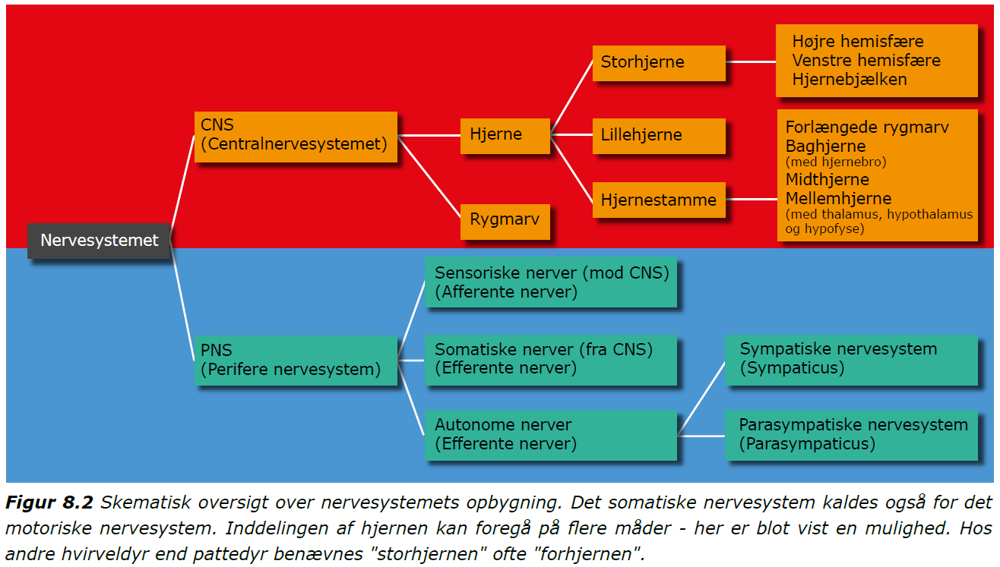 Nervesystemet
CNS
(Centralnervesystemet)
Hjerne
Rygmarv
Storhjerne
Lillehjerne
Hjernestamme
Højre hemisfære
Venstre hemisfære
Hjernebjælken
Forlængede rygmarv
Baghjerne
(med hjernebro)
Midthjerne
Mellemhjerne
(med thalamus, hypothalamus
og hypofyse)
PNS
(Perifere nervesystem)
Sensoriske nerver (mod CNS)
(Afferente nerver)
Somatiske nerver (fra CNS)
(Efferente nerver)
Autonome nerver
(Efferente nerver)
Sympatiske nervesystem
(Sympaticus)
Parasympatiske nervesystem
(Parasympaticus)
Figur 8.2 Skematisk oversigt over nervesystemets opbygning. Det somatiske nervesystem kaldes også for det
motoriske nervesystem. Inddelingen af hjernen kan foregå på flere måder - her er blot vist en mulighed. Hos
andre hvirveldyr end pattedyr benævnes "storhjernen" ofte "forhjernen".